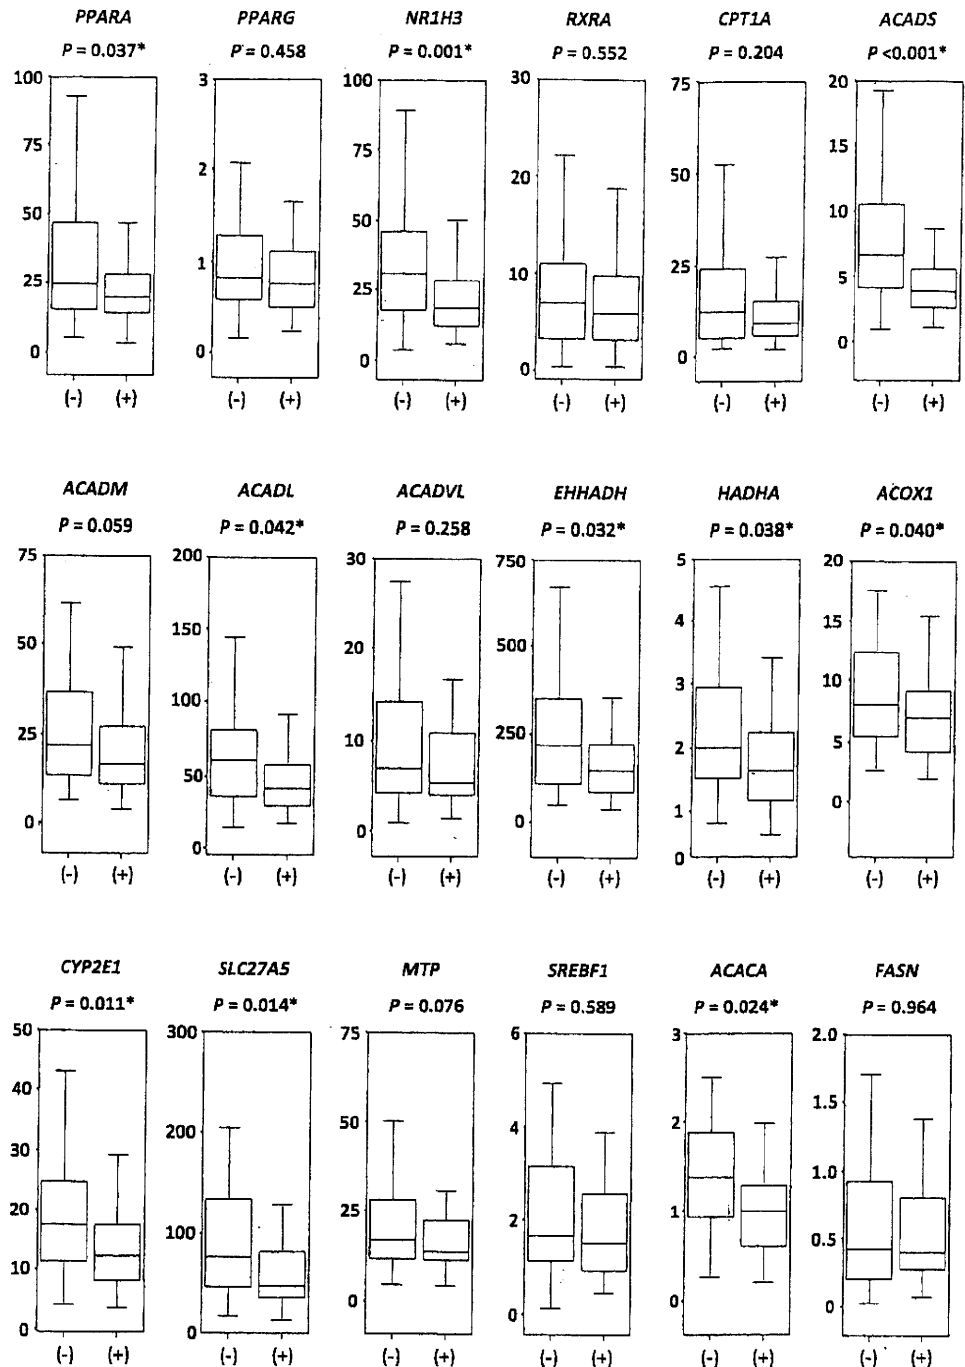 PPARA PPARG NR1H3 RXRA CPT1A ACADS
P = 0.037* P = 0.458 P = 0.001* P = 0.552 P = 0.204 P <0.001*
100 3 100 30 75 20
75 2 75 20 50 15
50 1 50 10 25 10
25 0 25 0 0 5
0 0 0
(-) (+) (-) (+) (-) (+) (-) (+) (-) (+) (-) (+)
ACADM ACADL ACADVL EHHADH HADHA ACOX1
P = 0.059 P = 0.042* P = 0.258 P = 0.032* P = 0.038* P = 0.040*
75 200 30 750 5 20
50 150 20 500 4 15
25 100 10 250 3 10
0 50 0 0 2 5
0 1 0
0
(-) (+) (-) (+) (-) (+) (-) (+) (-) (+) (-) (+)
CYP2E1 SLC27A5 MTP SREBF1 ACACA FASN
P = 0.011* P = 0.014* P = 0.076 P = 0.589 P = 0.024* P = 0.964
50 300 75 6 3 2.0
40 200 50 4 2 1.5
30 100 25 2 1 1.0
20 0 0 0 0 0.5
10 0
0
(-) (+) (-) (+) (-) (+) (-) (+) (-) (+) (-) (+)